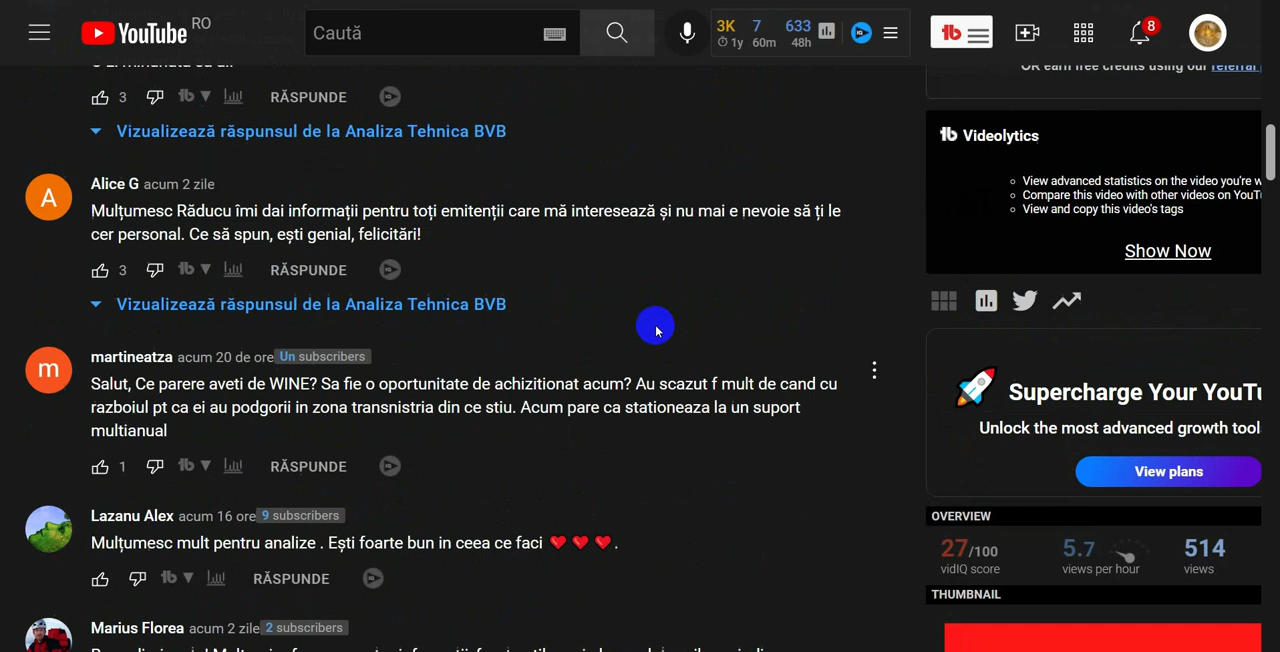 YouTube RO
Caută
3K 7 633
1y 60m 48h
tb
8
OR earn free credits using our referral
3 RĂSPUNDE
Vizualizează răspunsul de la Analiza Tehnica BVB
tb Videolytics
View advanced statistics on the video you're w
Compare this video with other videos on YouT
View and copy this video's tags
Show Now
A
Alice G acum 2 zile
Mulțumesc Răducu îmi dai informații pentru toți emitenții care mă interesează și nu mai e nevoie să ți le
cer personal. Ce să spun, ești genial, felicitări!
3 RĂSPUNDE
Vizualizează răspunsul de la Analiza Tehnica BVB
m
martineatza acum 20 de ore Un subscribers
Salut, Ce parere aveti de WINE? Sa fie o oportunitate de achizitionat acum? Au scazut f mult de cand cu
razboiul pt ca ei au podgorii in zona transnistria din ce stiu. Acum pare ca stationeaza la un suport
multianual
1 RĂSPUNDE
Supercharge Your YouTu
Unlock the most advanced growth tool
View plans
Lazanu Alex acum 16 ore 9 subscribers
Mulțumesc mult pentru analize . Ești foarte bun in ceea ce faci ❤❤❤.
RĂSPUNDE
OVERVIEW
27/100 5.7 514
vidIQ score views per hour views
THUMBNAIL
Marius Florea acum 2 zile 2 subscribers